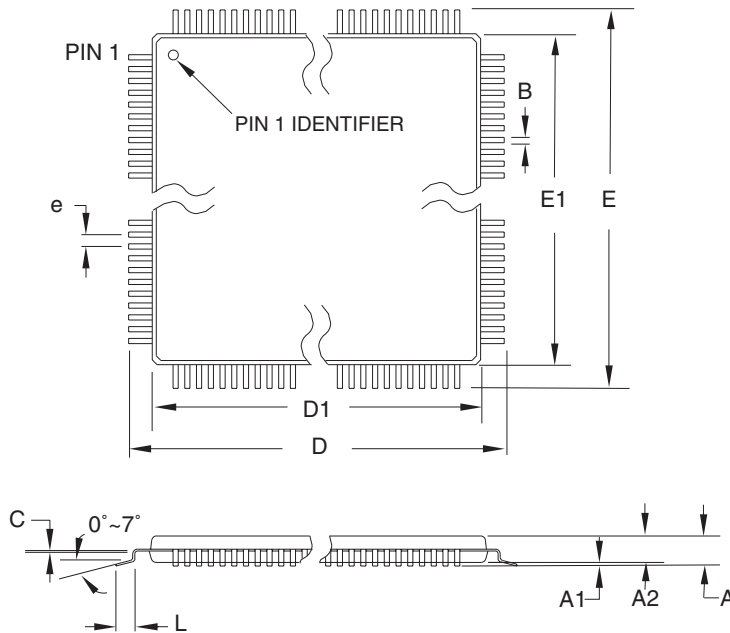 PIN 1
B
PIN 1 IDENTIFIER
e
E1
E
D1
D
C
0°~7°
A1
A2
A
L